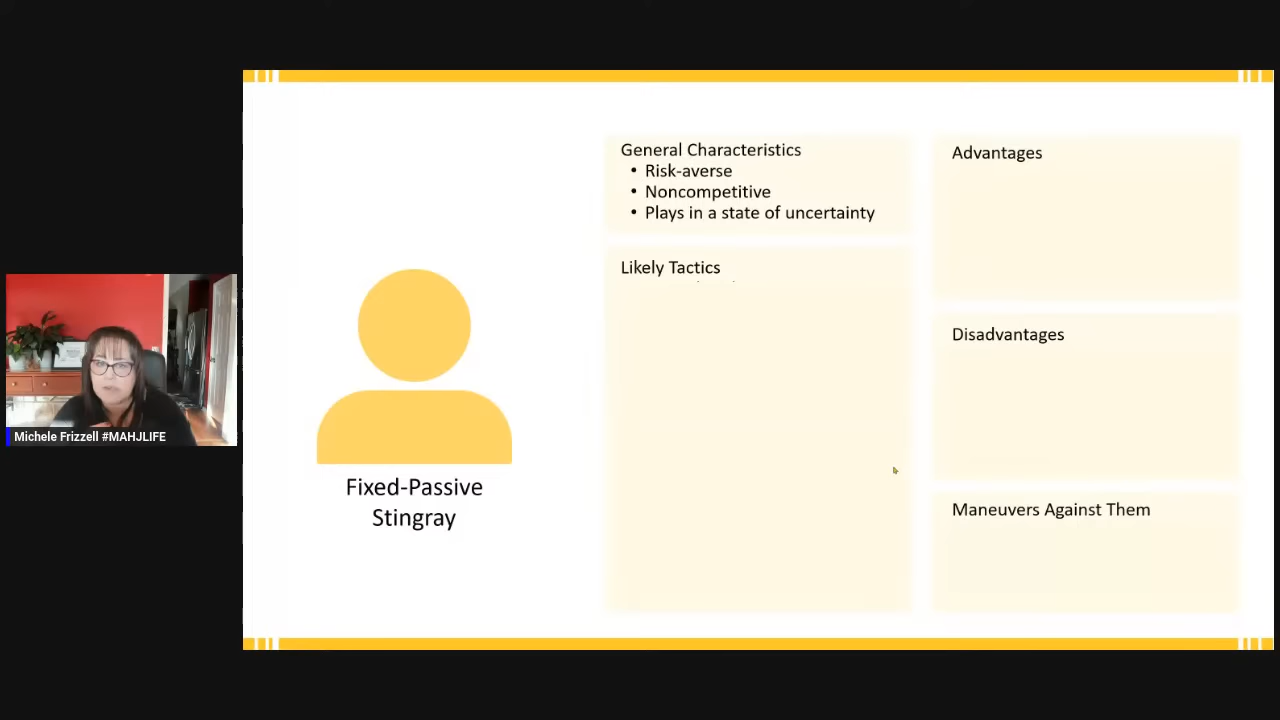 Michele Frizzell #MAHJLIFE
Fixed-Passive
Stingray
General Characteristics
• Risk-averse
• Noncompetitive
• Plays in a state of uncertainty
Likely Tactics
Advantages
Disadvantages
Maneuvers Against Them